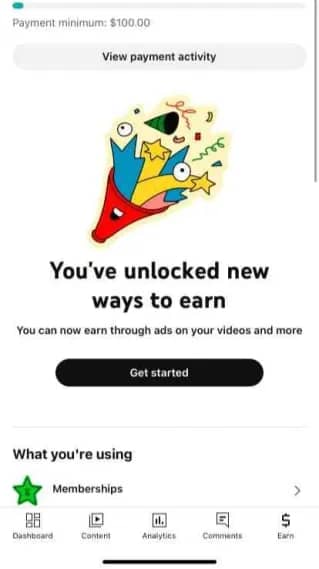 Payment minimum: $100.00
View payment activity
You've unlocked new
ways to earn
You can now earn through ads on your videos and more
Get started
What you're using
Memberships
Dashboard
Content
Analytics
Comments
Earn